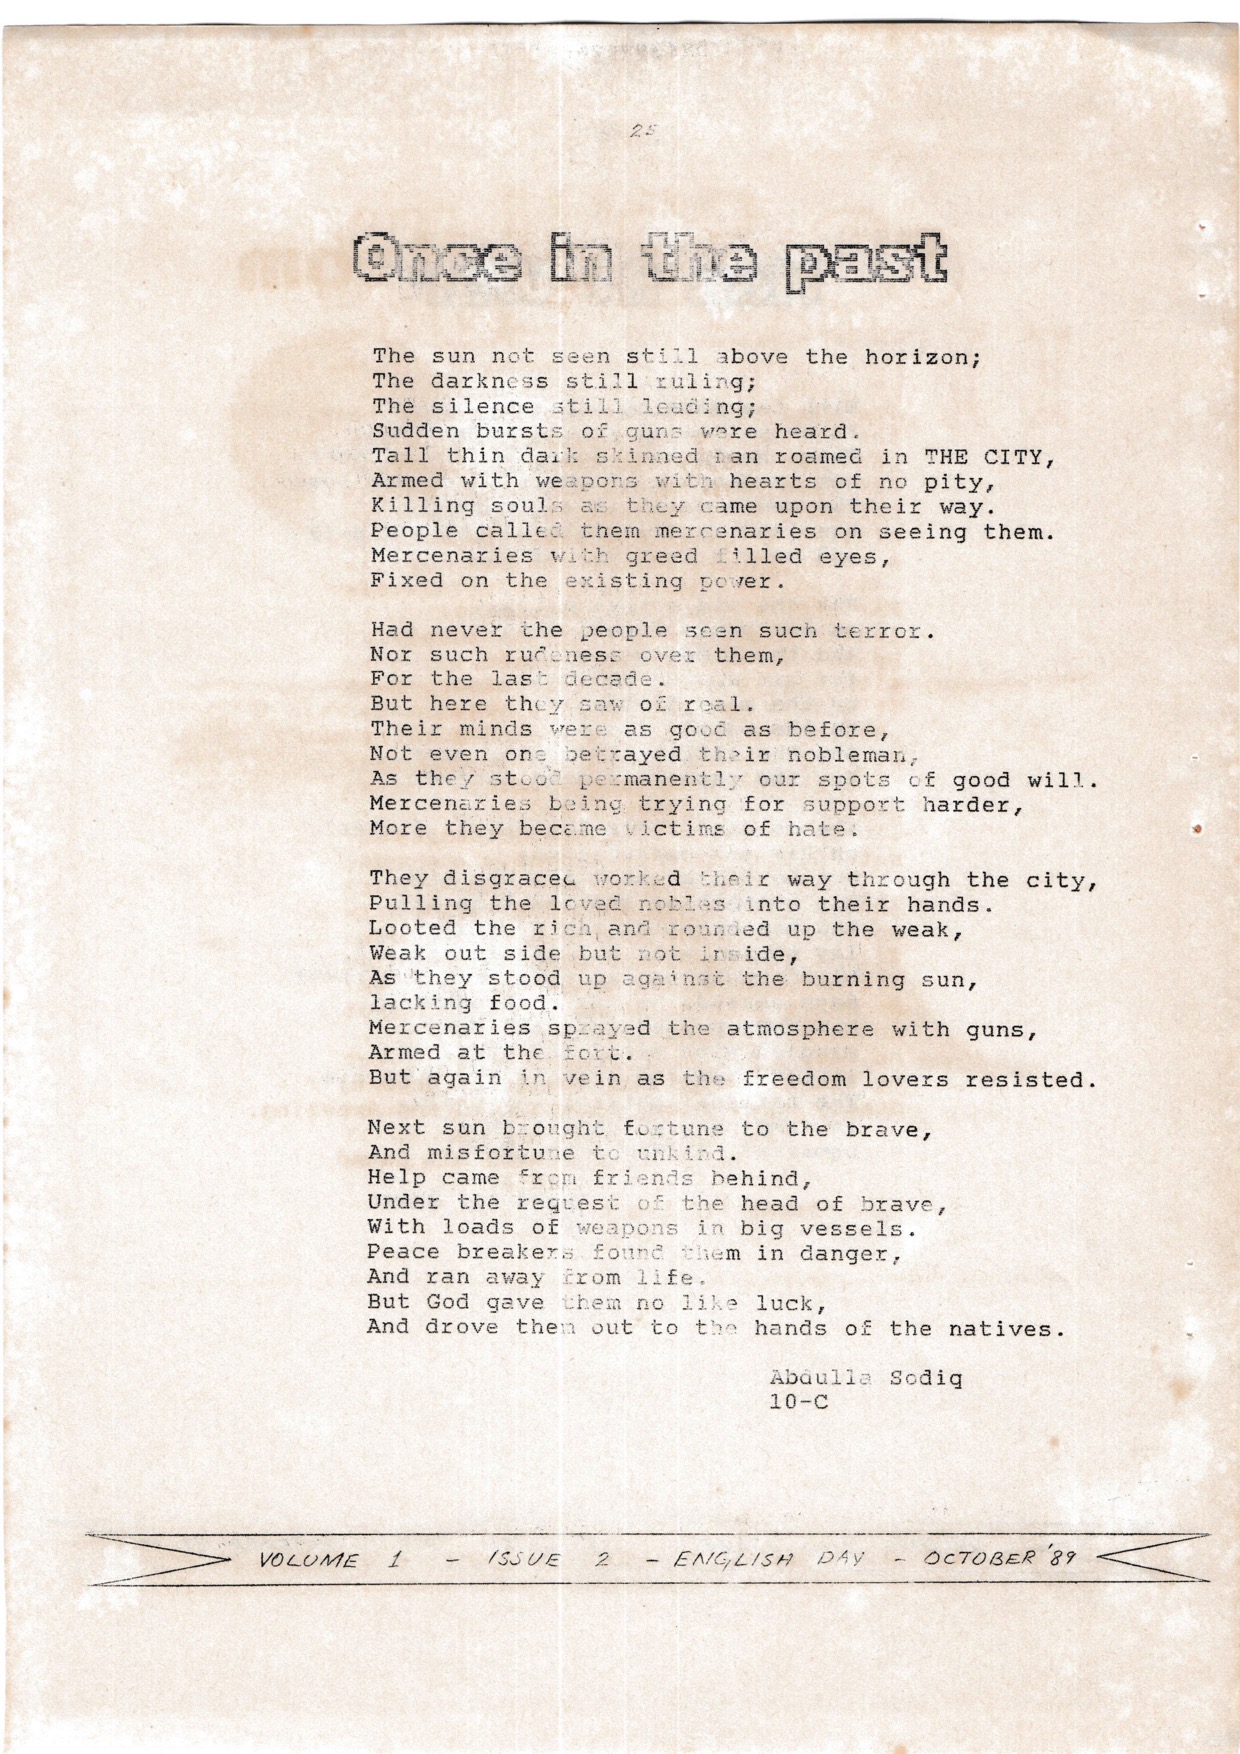 25
Once in the past
The sun not seen still above the horizon;
The darkness still ruling;
The silence still leading;
Sudden bursts of guns were heard.
Tall thin dark skinned man roamed in THE CITY,
Armed with weapons with hearts of no pity,
Killing souls as they came upon their way.
People called them mercenaries on seeing them.
Mercenaries with greed filled eyes,
Fixed on the existing power.
Had never the people seen such terror.
Nor such rudeness over them,
For the last decade.
But here they saw of real.
Their minds were as good as before,
Not even one betrayed their nobleman,
As they stood permanently our spots of good will.
Mercenaries being trying for support harder,
More they became victims of hate.
They disgraced worked their way through the city,
Pulling the loved nobles into their hands.
Looted the rich and rounded up the weak,
Weak out side but not inside,
As they stood up against the burning sun,
lacking food.
Mercenaries sprayed the atmosphere with guns,
Armed at the fort.
But again in vein as the freedom lovers resisted.
Next sun brought fortune to the brave,
And misfortune to unkind.
Help came from friends behind,
Under the request of the head of brave,
With loads of weapons in big vessels.
Peace breakers found them in danger,
And ran away from life.
But God gave them no like luck,
And drove them out to the hands of the natives.
Abdulla Sodiq
10-C
VOLUME 1 - ISSUE 2 - ENGLISH DAY - OCTOBER '89